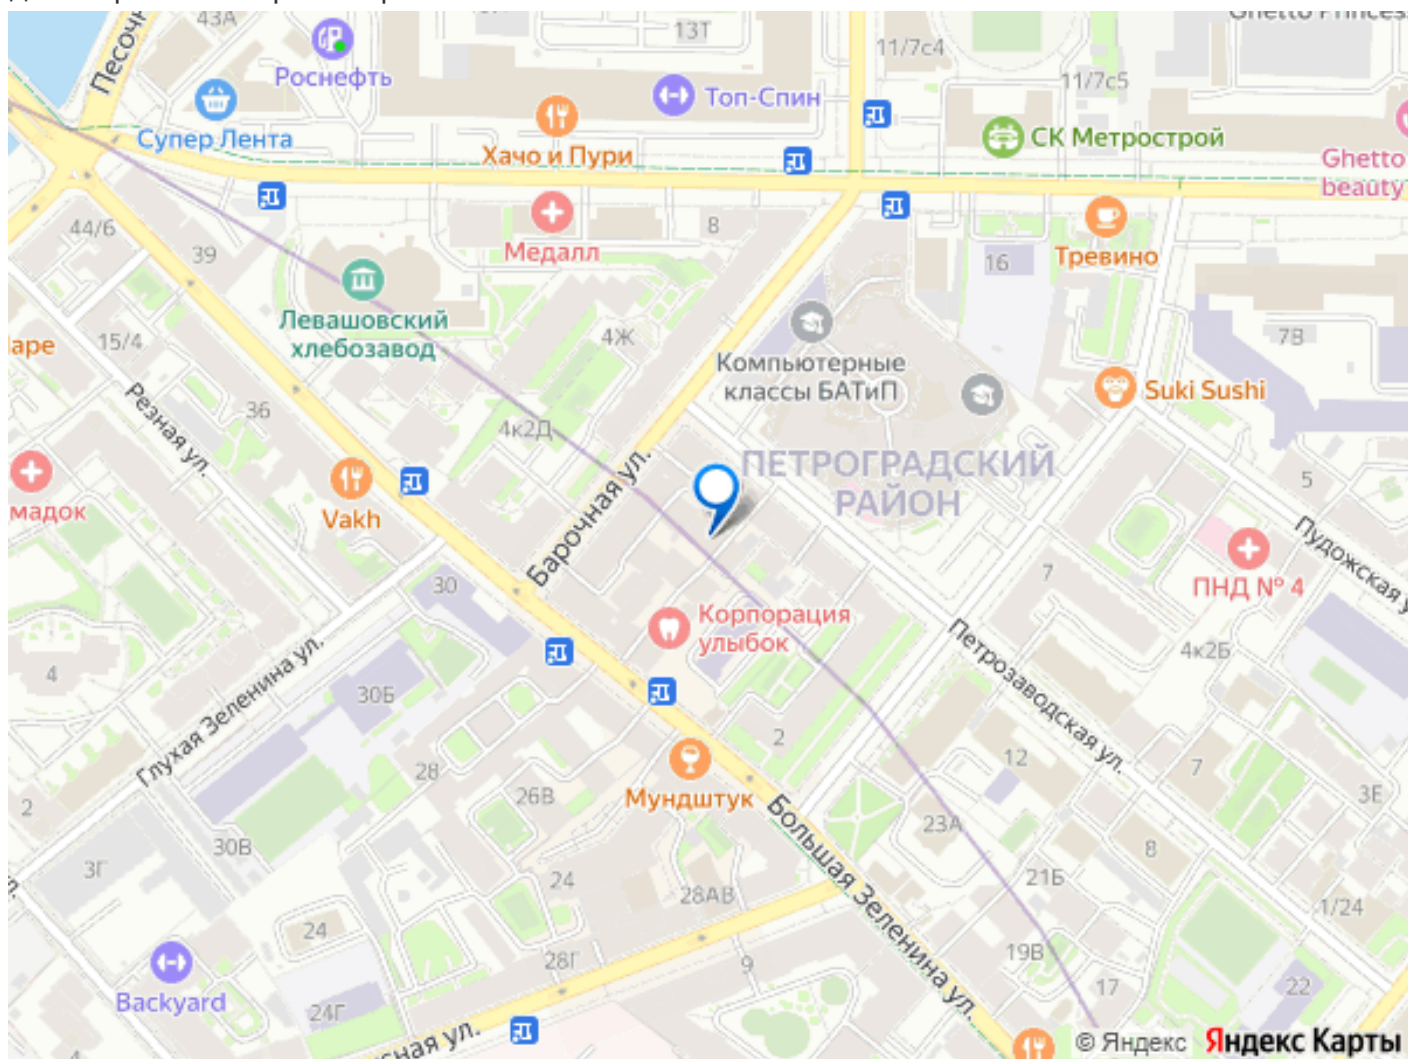 43А
13Т
Роснефть
11/7с4
11/7с5
Топ-Спин
Супер Лента
Хачо и Пури
СК Метрострой
Ghetto
beauty
44/6
39
Медалл
8
16
Тревино
Левашовский
хлебозавод
15/4
4Ж
7В
Компьютерные
классы БАТиП
Suki Sushi
Резная ул.
36
4к2Д
ПЕТРОГРАДСКИЙ
РАЙОН
5
Vakh
Барочная ул.
Пудожская
ПНД № 4
30
7
Корпорация
улыбок
4
Глухая Зеленина ул.
30Б
Петрозаводская ул.
4к2Б
2
12
7
28
26В
Мундштук
2
3Е
30В
Большая Зеленина ул.
23А
8
3Г
24
28АВ
21Б
1/24
24
28Г
9
19В
17
22
Backyard
24Г
ул.
© Яндекс Яндекс Карты